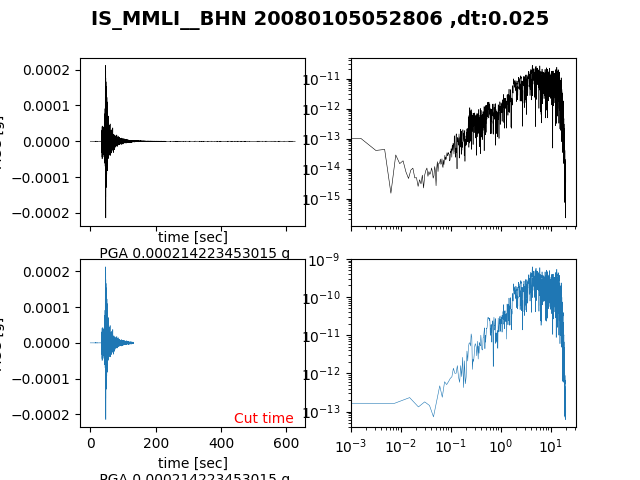 IS_MMLI__BHN 20080105052806 ,dt:0.025
0.0002
0.0001
0.0000
−0.0001
−0.0002
time [sec]
PGA 0.000214223453015 g
10⁻¹¹
10⁻¹²
10⁻¹³
10⁻¹⁴
10⁻¹⁵
0.0002
0.0001
0.0000
−0.0001
−0.0002
Cut time
0 200 400 600
time [sec]
PGA 0.000214223453015 g
10⁻⁹
10⁻¹⁰
10⁻¹¹
10⁻¹²
10⁻¹³
10⁻³ 10⁻² 10⁻¹ 10⁰ 10¹